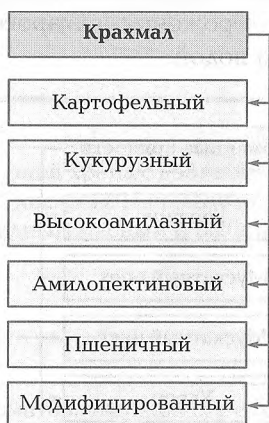 Крахмал
Картофельный
Кукурузный
Высокоамилазный
Амилопектиновый
Пшеничный
Модифицированный